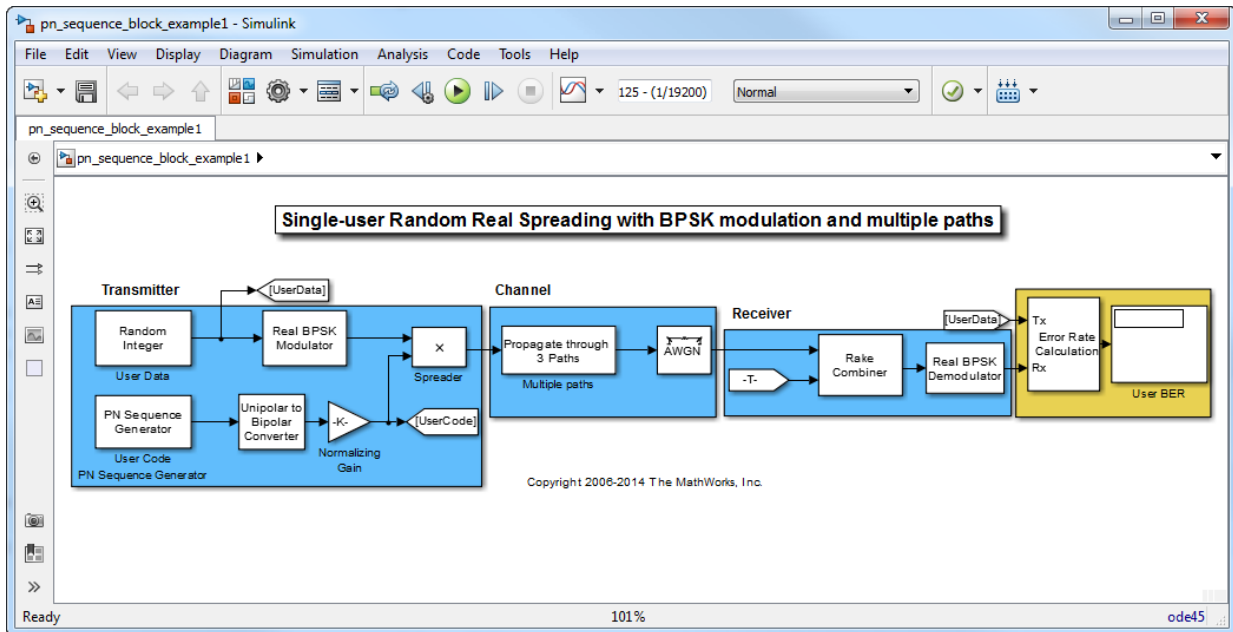 pn_sequence_block_example1 - Simulink
File Edit View Display Diagram Simulation Analysis Code Tools Help
125 - (1/19200) Normal
pn_sequence_block_example1
pn_sequence_block_example1
Single-user Random Real Spreading with BPSK modulation and multiple paths
Transmitter
[UserData]
Random
Integer
User Data
Real BPSK
Modulator
×
Spreader
PN Sequence
Generator
User Code
PN Sequence Generator
Unipolar to
Bipolar
Converter
-K-
Normalizing
Gain
[UserCode]
Channel
Propagate through
3 Paths
Multiple paths
AWGN
Receiver
-T-
Rake
Combiner
Real BPSK
Demodulator
[UserData]
Tx
Error Rate
Calculation
Rx
User BER
Copyright 2006-2014 The MathWorks, Inc.
Ready 101% ode45